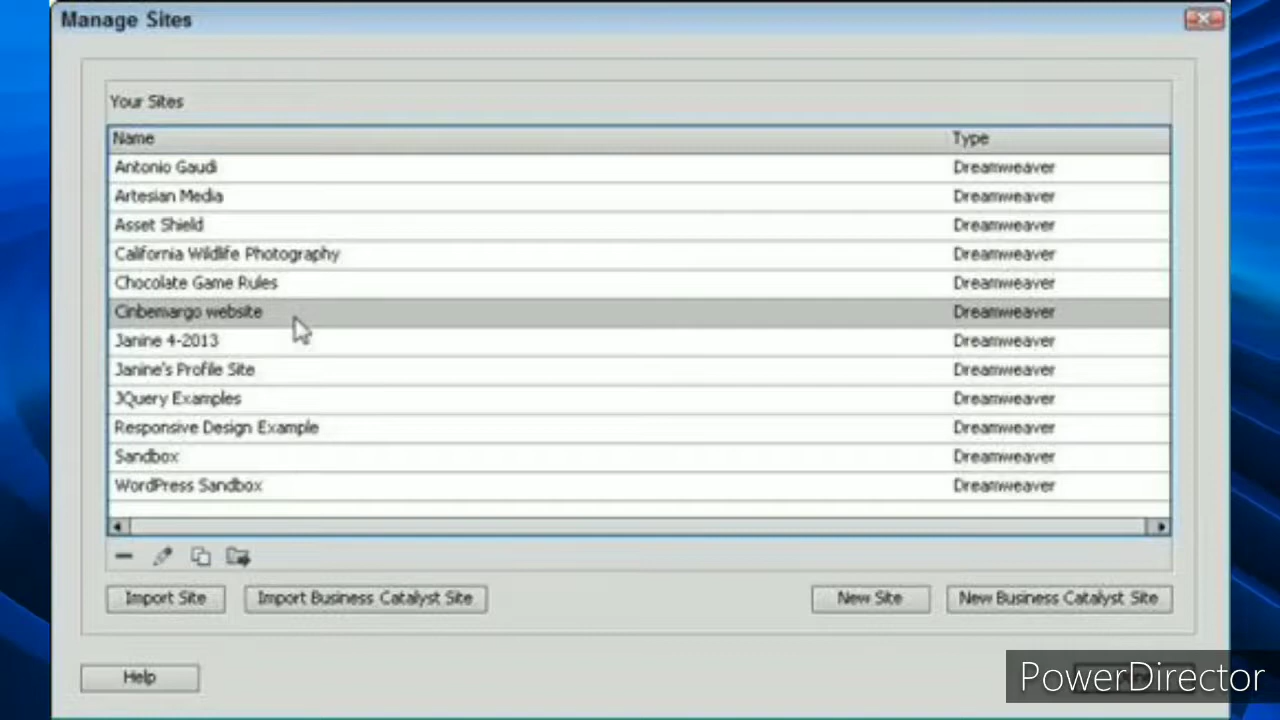 Manage Sites
Your Sites
Name Type
Antonio Gaudi Dreamweaver
Artesian Media Dreamweaver
Asset Shield Dreamweaver
California Wildlife Photography Dreamweaver
Chocolate Game Rules Dreamweaver
Cinbemargo website Dreamweaver
Janine 4-2013 Dreamweaver
Janine's Profile Site Dreamweaver
JQuery Examples Dreamweaver
Responsive Design Example Dreamweaver
Sandbox Dreamweaver
WordPress Sandbox Dreamweaver
Import Site Import Business Catalyst Site New Site New Business Catalyst Site
Help
PowerDirector